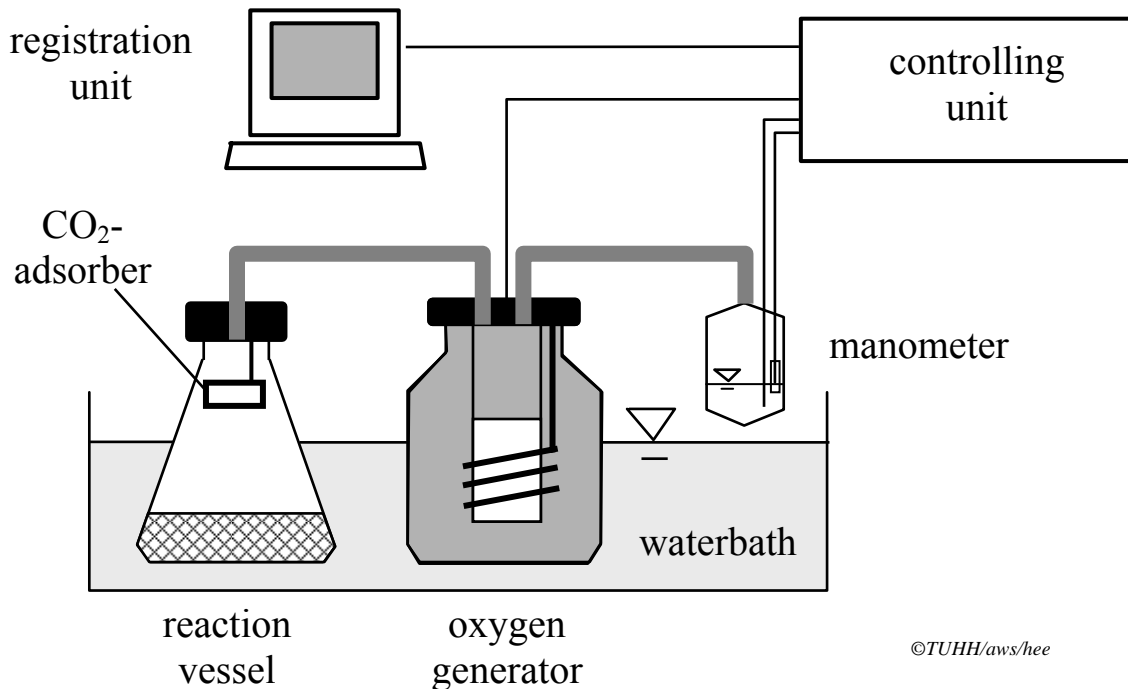 registration
unit
controlling
unit
CO₂-
adsorber
manometer
waterbath
reaction
vessel
oxygen
generator
©TUHH/aws/hee